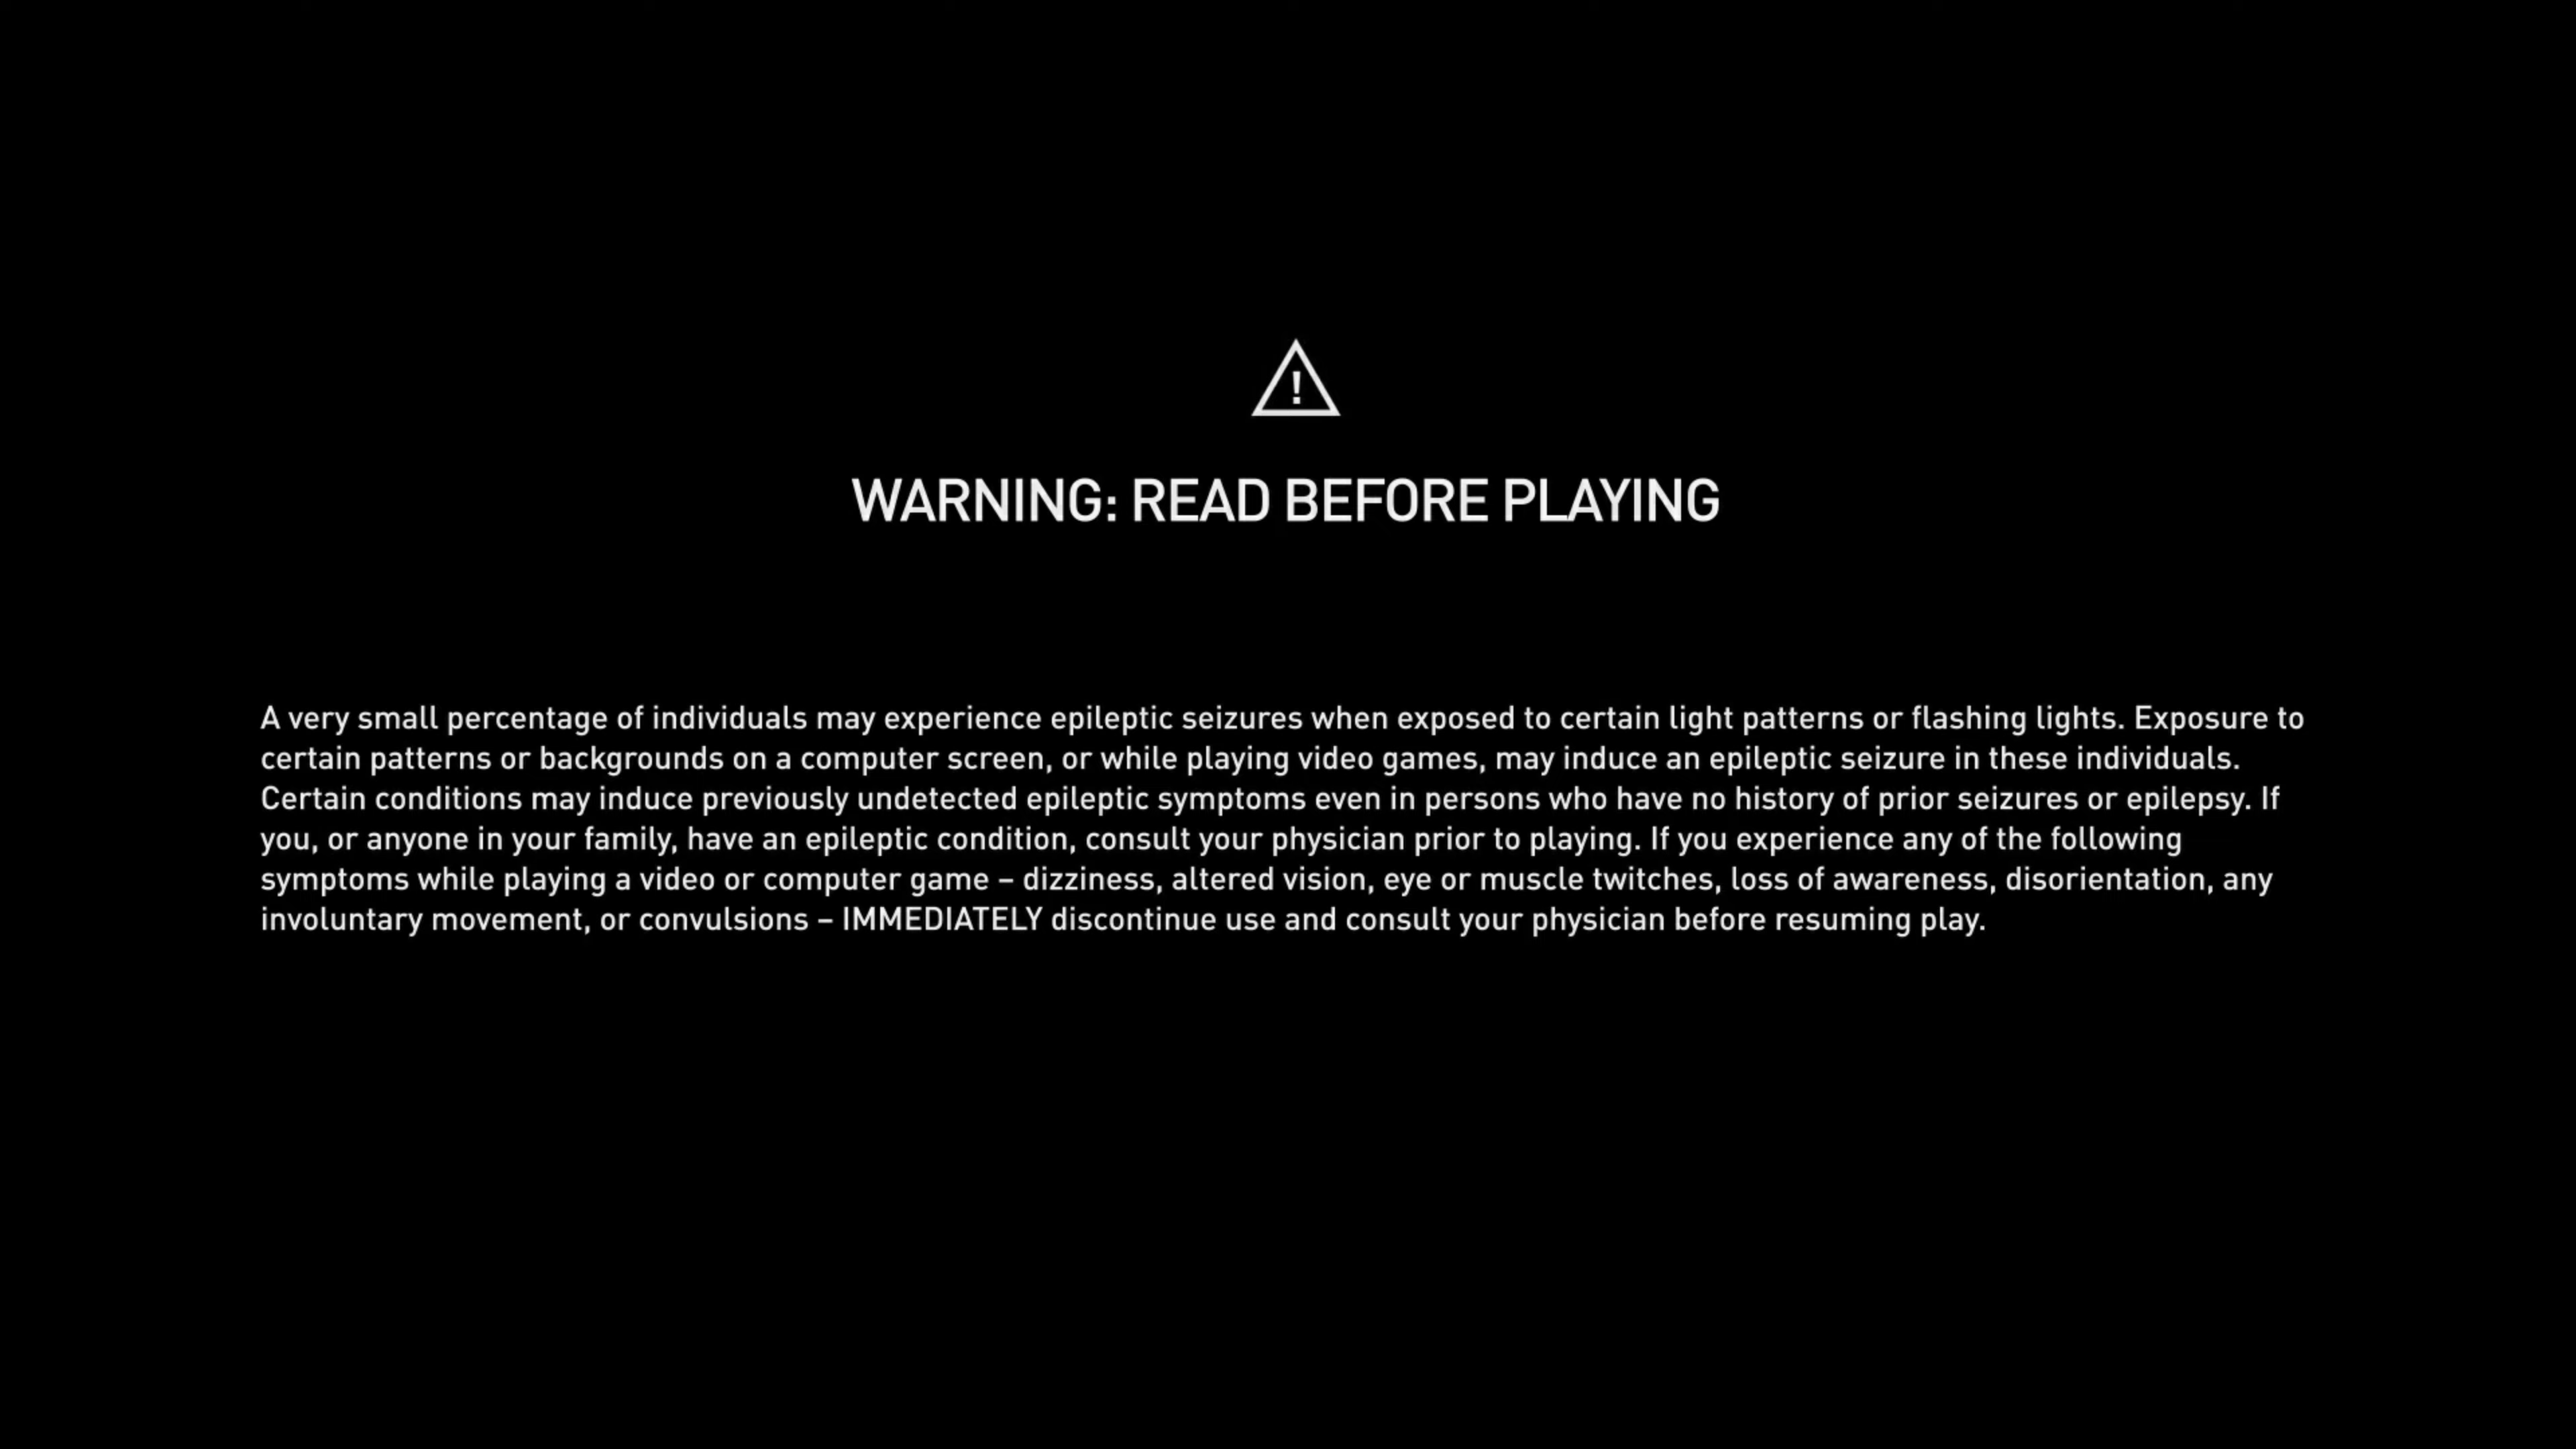 !
WARNING: READ BEFORE PLAYING
A very small percentage of individuals may experience epileptic seizures when exposed to certain light patterns or flashing lights. Exposure to
certain patterns or backgrounds on a computer screen, or while playing video games, may induce an epileptic seizure in these individuals.
Certain conditions may induce previously undetected epileptic symptoms even in persons who have no history of prior seizures or epilepsy. If
you, or anyone in your family, have an epileptic condition, consult your physician prior to playing. If you experience any of the following
symptoms while playing a video or computer game – dizziness, altered vision, eye or muscle twitches, loss of awareness, disorientation, any
involuntary movement, or convulsions – IMMEDIATELY discontinue use and consult your physician before resuming play.